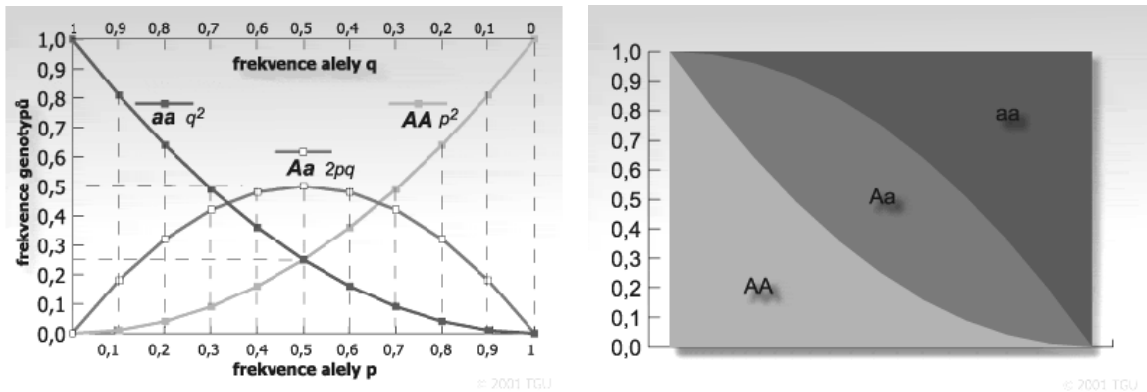 1 0,9 0,8 0,7 0,6 0,5 0,4 0,3 0,2 0,1 0
frekvence alely q
1,0
0,9
0,8
0,7
0,6
0,5
0,4
0,3
0,2
0,1
0,0
frekvence genotypů
aa q²
AA p²
Aa 2pq
0,1 0,2 0,3 0,4 0,5 0,6 0,7 0,8 0,9 1
frekvence alely p
© 2001 TGU
1,0
0,9
0,8
0,7
0,6
0,5
0,4
0,3
0,2
0,1
0,0
aa
Aa
AA
© 2001 TGU